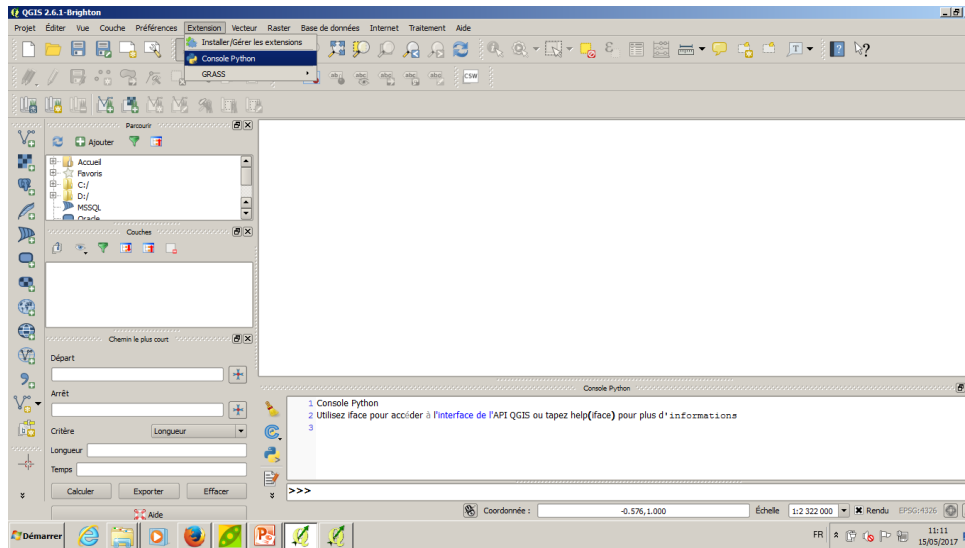 QGIS 2.6.1-Brighton
Projet Éditer Vue Couche Préférences Extension Vecteur Raster Base de données Internet Traitement Aide
Installer/Gérer les extensions
Console Python
GRASS
CSW
Parcourir
Ajouter
Accueil
Favoris
C:/
D:/
MSSQL
Oracle
Couches
Chemin le plus court
Départ
Arrêt
Critère Longueur
Longueur
Temps
Calculer Exporter Effacer
Aide
Console Python
1 Console Python
2 Utilisez iface pour accéder à l'interface de l'API QGIS ou tapez help(iface) pour plus d'informations
3
>>>
Coordonnée : -0.576,1.000 Échelle 1:2 322 000 Rendu EPSG:4326
Démarrer
FR
11:11
15/05/2017